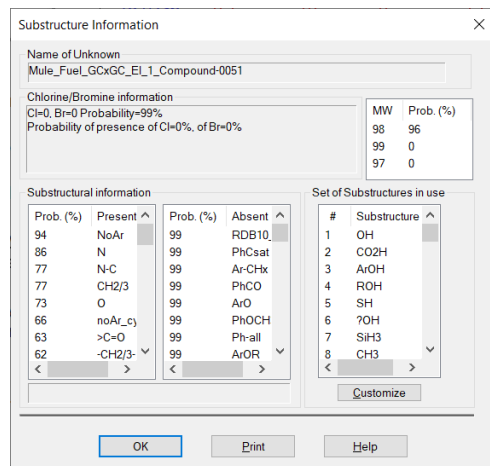 Substructure Information
Name of Unknown
Mule_Fuel_GCxGC_EI_1_Compound-0051
Chlorine/Bromine information
Cl=0, Br=0 Probability=99%
Probability of presence of Cl=0%, of Br=0%
MW Prob. (%)
98 96
99 0
97 0
Substructural information
Prob. (%) Present
94 NoAr
86 N
77 N-C
77 CH2/3
73 O
66 noAr_cy
63 >C=O
62 -CH2/3-
Prob. (%) Absent
99 RDB10_
99 PhCsat
99 Ar-CHx
99 PhCO
99 ArO
99 PhOCH
99 Ph-all
99 ArOR
Set of Substructures in use
# Substructure
1 OH
2 CO2H
3 ArOH
4 ROH
5 SH
6 ?OH
7 SiH3
8 CH3
Customize
OK
Print
Help